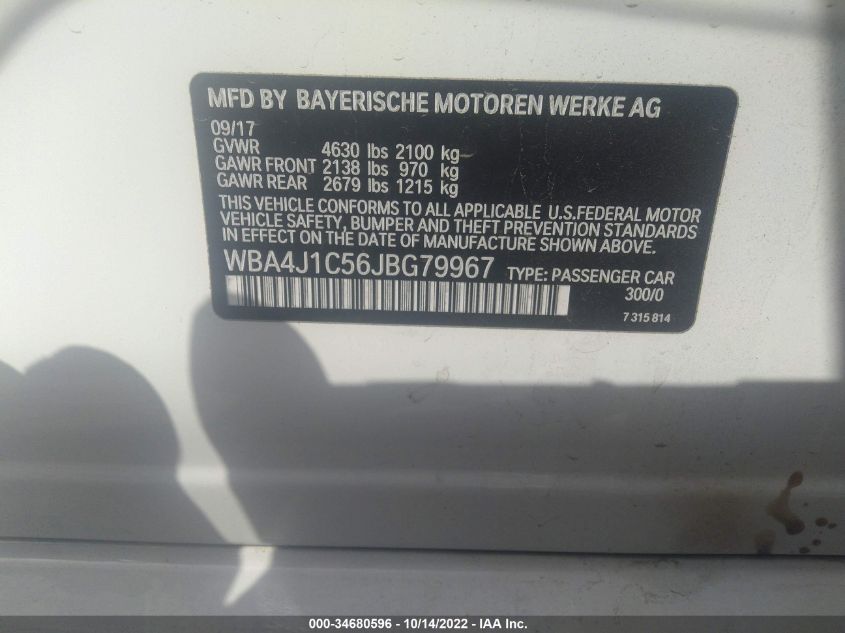 MFD BY BAYERISCHE MOTOREN WERKE AG
09/17
GVWR 4630 lbs 2100 kg
GAWR FRONT 2138 lbs 970 kg
GAWR REAR 2679 lbs 1215 kg
THIS VEHICLE CONFORMS TO ALL APPLICABLE U.S.FEDERAL MOTOR
VEHICLE SAFETY, BUMPER AND THEFT PREVENTION STANDARDS
IN EFFECT ON THE DATE OF MANUFACTURE SHOWN ABOVE.
WBA4J1C56JBG79967 TYPE: PASSENGER CAR
300/0
7 315 814
000-34680596 - 10/14/2022 - IAA Inc.